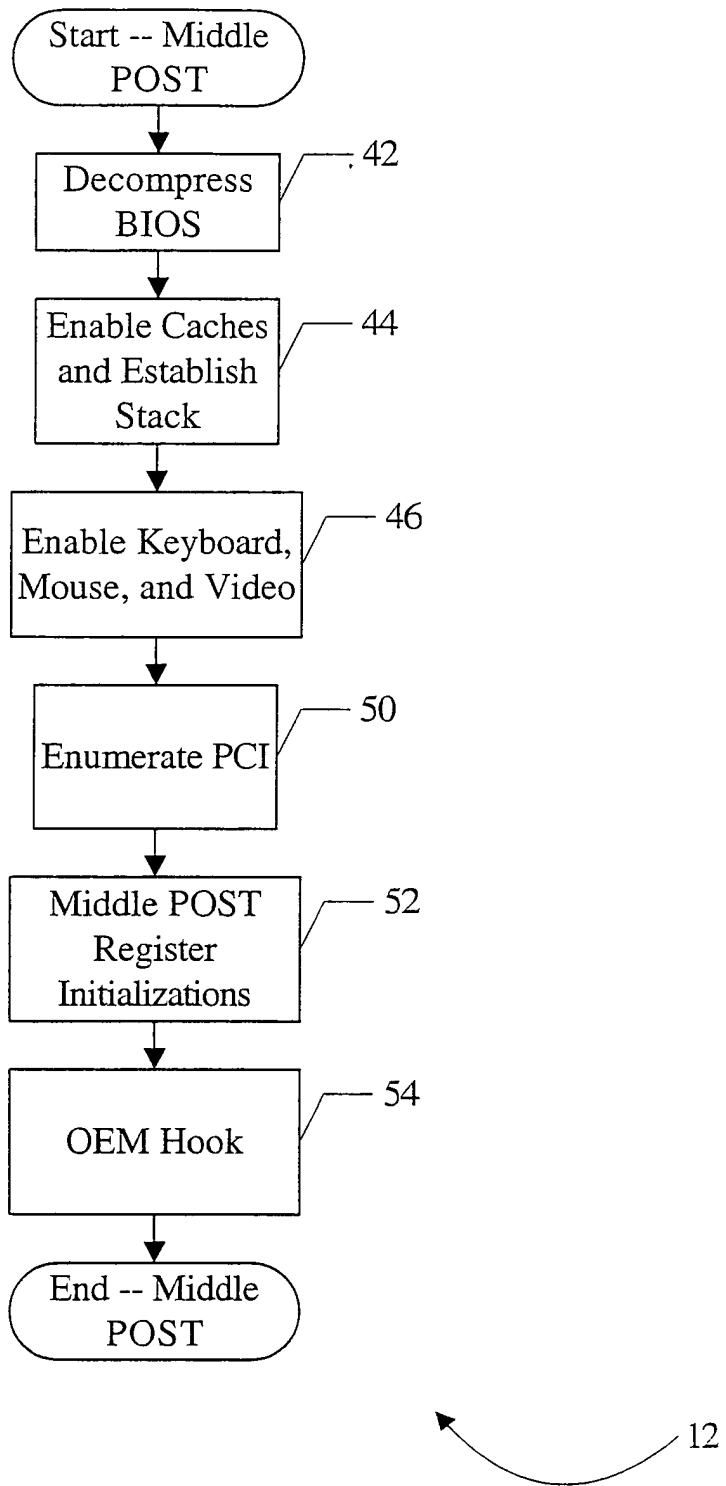 Start -- Middle
POST
42
Decompress
BIOS
44
Enable Caches
and Establish
Stack
46
Enable Keyboard,
Mouse, and Video
50
Enumerate PCI
52
Middle POST
Register
Initializations
54
OEM Hook
End -- Middle
POST
12